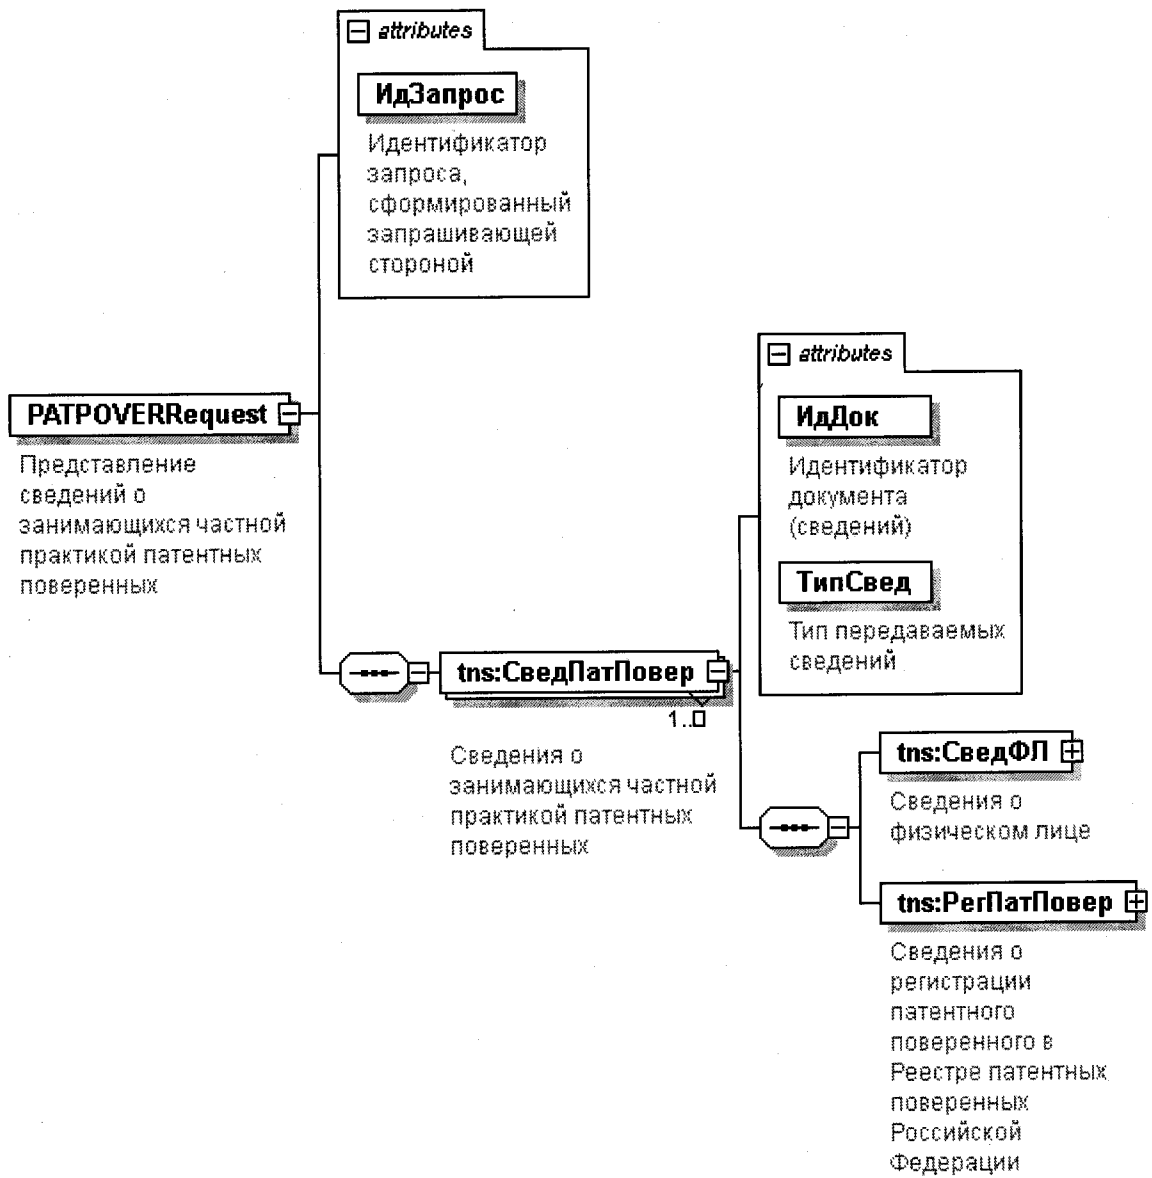 attributes
ИдЗапрос
Идентификатор
запроса,
сформированный
запрашивающей
стороной
PATPOVERRequest
Представление
сведений о
занимающихся частной
практикой патентных
поверенных
attributes
ИдДок
Идентификатор
документа
(сведений)
ТипСвед
Тип передаваемых
сведений
tns:СведПатПовер
1..
Сведения о
занимающихся частной
практикой патентных
поверенных
tns:СведФЛ
Сведения о
физическом лице
tns:РегПатПовер
Сведения о
регистрации
патентного
поверенного в
Реестре патентных
поверенных
Российской
Федерации